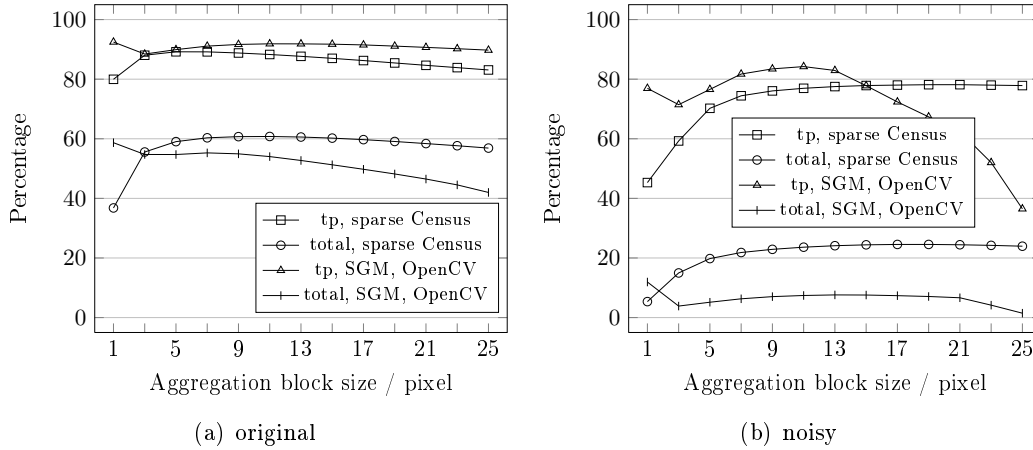 100
80
60
40
20
0
Percentage
1 5 9 13 17 21 25
Aggregation block size / pixel
tp, sparse Census
total, sparse Census
tp, SGM, OpenCV
total, SGM, OpenCV
(a) original
100
80
60
40
20
0
Percentage
1 5 9 13 17 21 25
Aggregation block size / pixel
tp, sparse Census
total, sparse Census
tp, SGM, OpenCV
total, SGM, OpenCV
(b) noisy